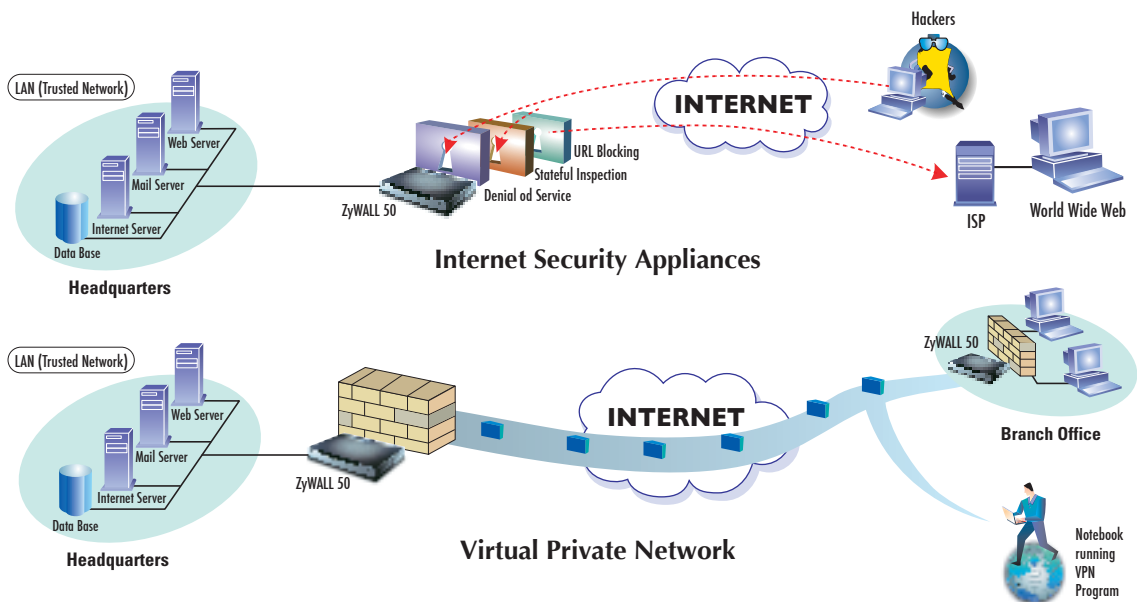 Hackers
LAN (Trusted Network)
INTERNET
Web Server
Mail Server
URL Blocking
Stateful Inspection
Denial od Service
ZyWALL 50
Internet Server
Data Base
ISP
World Wide Web
Headquarters
Internet Security Appliances
LAN (Trusted Network)
ZyWALL 50
Web Server
INTERNET
Mail Server
Branch Office
ZyWALL 50
Internet Server
Data Base
Headquarters
Virtual Private Network
Notebook
running
VPN
Program